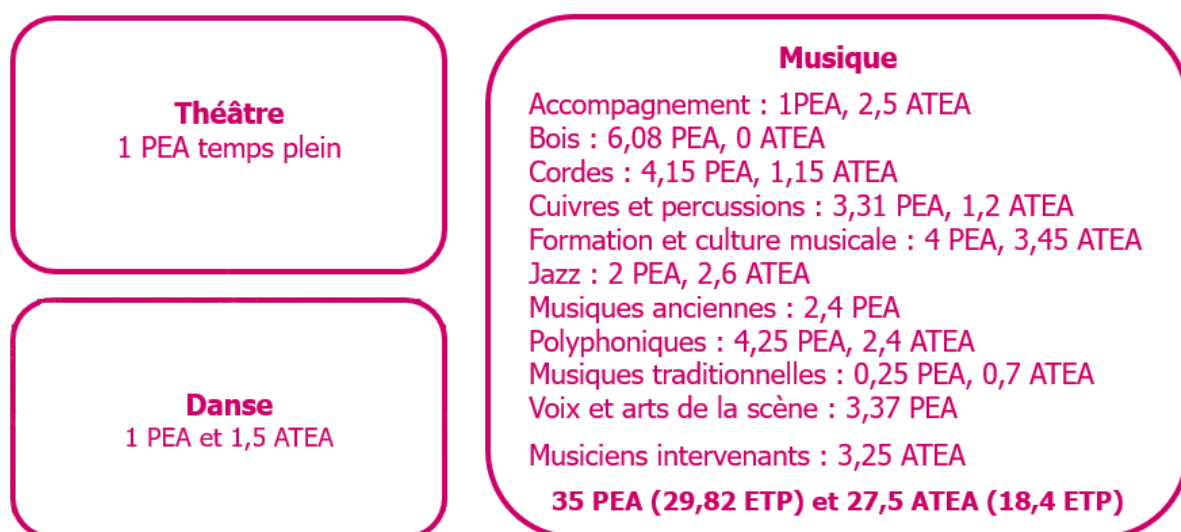 Théâtre
1 PEA temps plein
Danse
1 PEA et 1,5 ATEA
Musique
Accompagnement : 1PEA, 2,5 ATEA
Bois : 6,08 PEA, 0 ATEA
Cordes : 4,15 PEA, 1,15 ATEA
Cuivres et percussions : 3,31 PEA, 1,2 ATEA
Formation et culture musicale : 4 PEA, 3,45 ATEA
Jazz : 2 PEA, 2,6 ATEA
Musiques anciennes : 2,4 PEA
Polyphoniques : 4,25 PEA, 2,4 ATEA
Musiques traditionnelles : 0,25 PEA, 0,7 ATEA
Voix et arts de la scène : 3,37 PEA
Musiciens intervenants : 3,25 ATEA
35 PEA (29,82 ETP) et 27,5 ATEA (18,4 ETP)